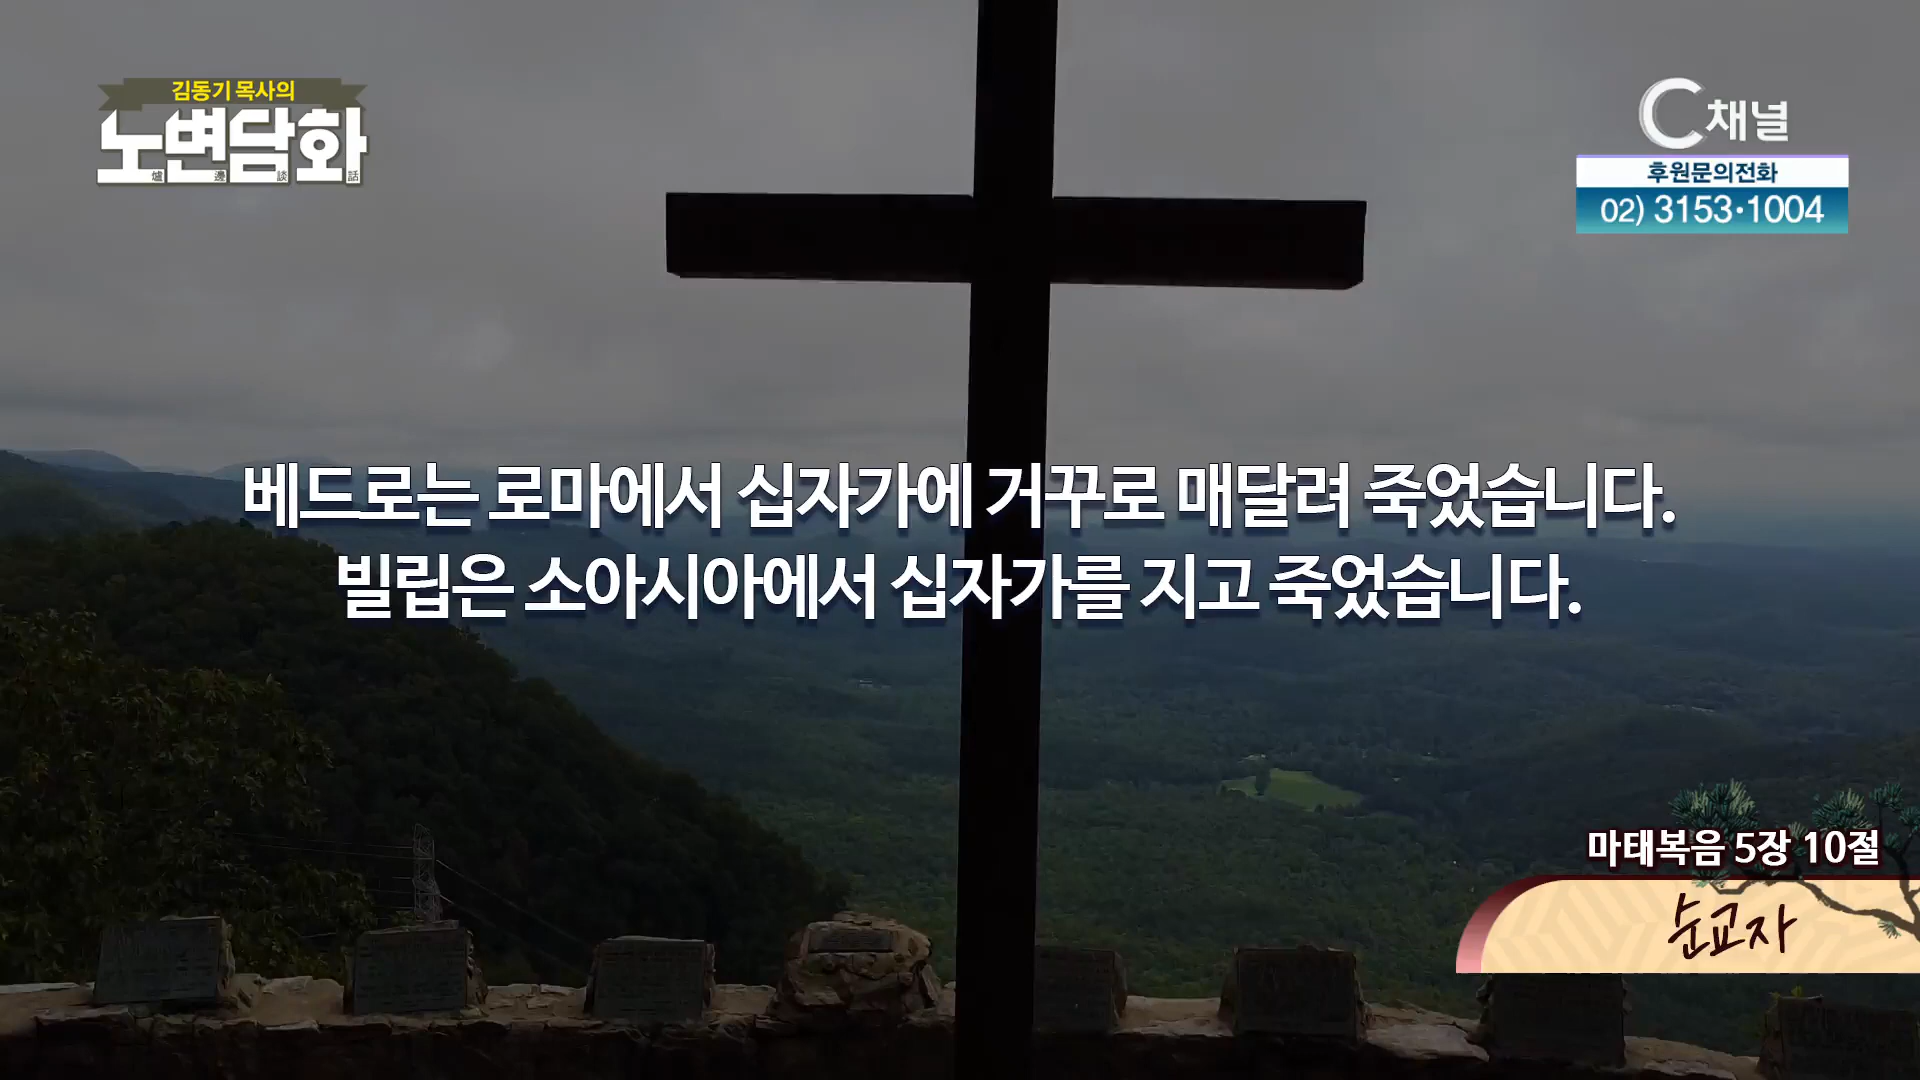 김동기 목사의
노변담화
爐邊談話
C채널
후원문의전화
02) 3153·1004
베드로는 로마에서 십자가에 거꾸로 매달려 죽었습니다.
빌립은 소아시아에서 십자가를 지고 죽었습니다.
마태복음 5장 10절
순교자